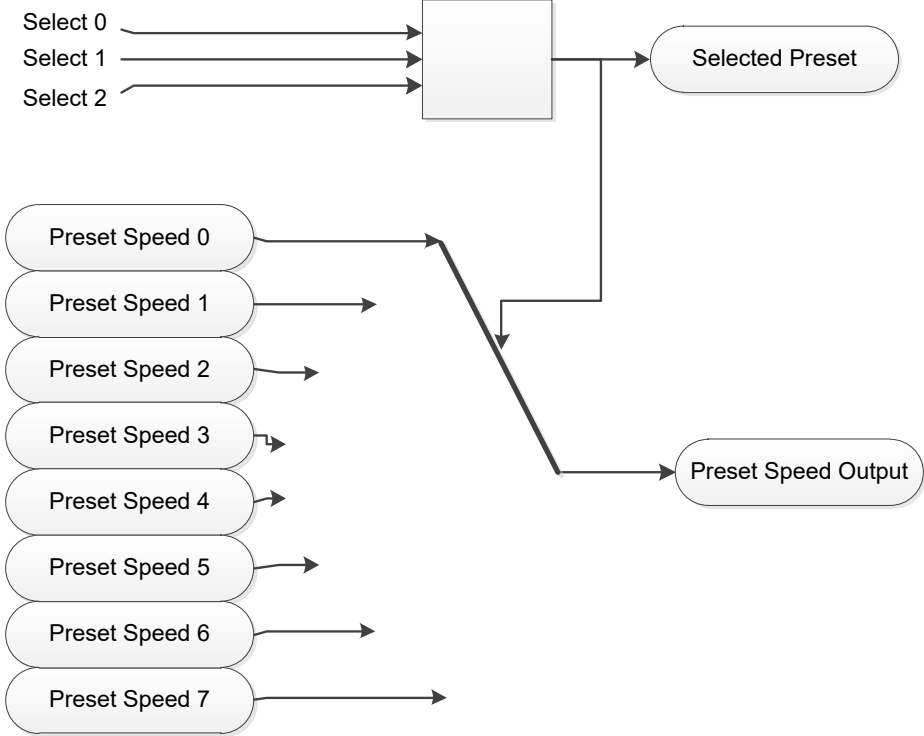 Select 0
Select 1
Select 2
Selected Preset
Preset Speed 0
Preset Speed 1
Preset Speed 2
Preset Speed 3
Preset Speed 4
Preset Speed Output
Preset Speed 5
Preset Speed 6
Preset Speed 7